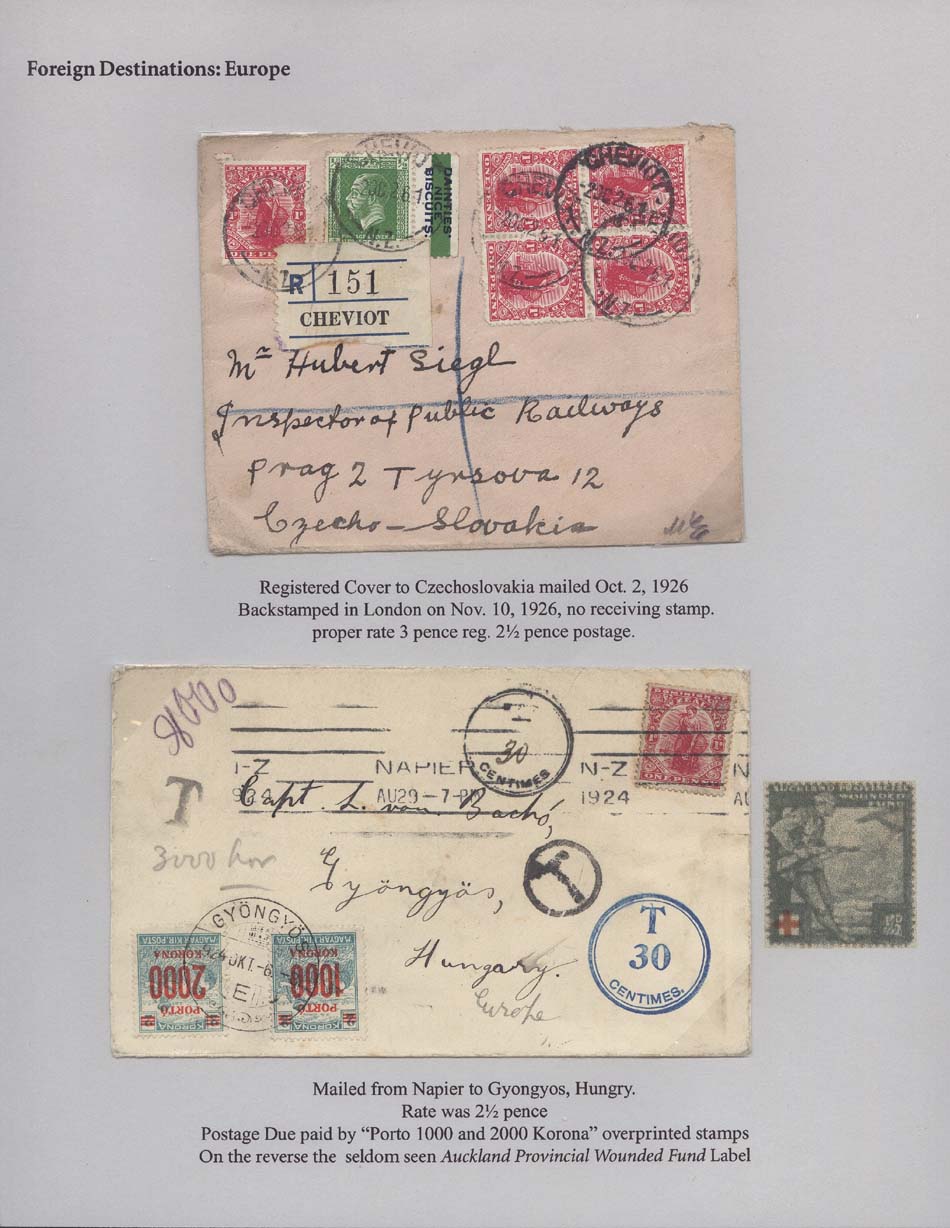 Foreign Destinations: Europe
CHEVIOT
N.Z.
DAINTIES.
NICE
BISCUITS.
R 151
CHEVIOT
Mr Hubert Siegl
Inspector of Public Railways
Prag 2 Tyrsova 12
Czecho-Slovakia
Registered Cover to Czechoslovakia mailed Oct. 2, 1926
Backstamped in London on Nov. 10, 1926, no receiving stamp.
proper rate 3 pence reg. 2½ pence postage.
30
CENTIMES
ONE PENNY
NAPIER N-Z
AU29-7-PM 1924
T
Capt. L. von Bachó,
3000 kor
Gyöngyös,
T
T
30
CENTIMES.
Hungary.
Europe
GYÖNGYÖS
MAGYAR KIR POSTA
2000
KORONA
PORTO
MAGYAR KIR POSTA
1000
KORONA
PORTO
Mailed from Napier to Gyongyos, Hungry.
Rate was 2½ pence
Postage Due paid by “Porto 1000 and 2000 Korona” overprinted stamps
On the reverse the seldom seen Auckland Provincial Wounded Fund Label